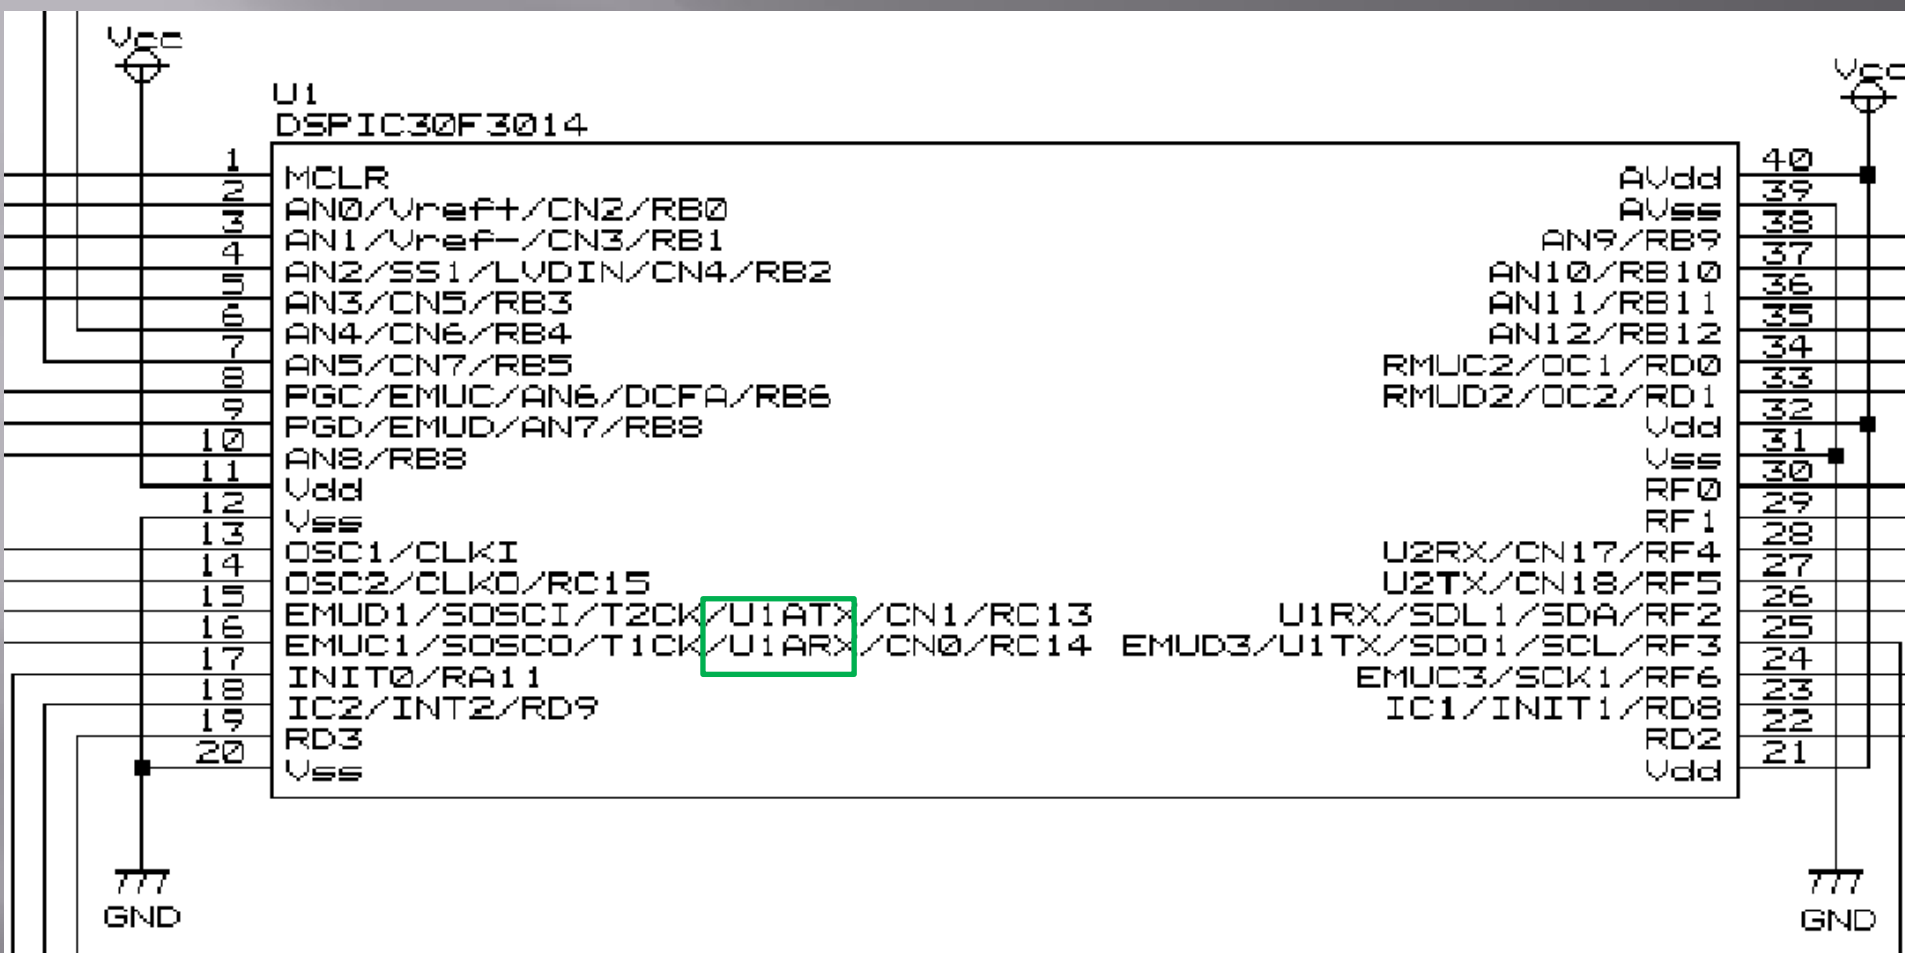 Vcc
Vcc
U1
DSPIC30F3014
1 MCLR
2 AN0/Vref+/CN2/RB0
3 AN1/Vref-/CN3/RB1
4 AN2/SS1/LVDIN/CN4/RB2
5 AN3/CN5/RB3
6 AN4/CN6/RB4
7 AN5/CN7/RB5
8 PGC/EMUC/AN6/DCFA/RB6
9 PGD/EMUD/AN7/RB8
10 AN8/RB8
11 Vdd
12 Vss
13 OSC1/CLKI
14 OSC2/CLKO/RC15
15 EMUD1/SOSCI/T2CK/U1ATX/CN1/RC13
16 EMUC1/SOSCO/T1CK/U1ARX/CN0/RC14
17 INIT0/RA11
18 IC2/INT2/RD9
19 RD3
20 Vss
AVdd 40
AVss 39
AN9/RB9 38
AN10/RB10 37
AN11/RB11 36
AN12/RB12 35
RMUC2/OC1/RD0 34
RMUD2/OC2/RD1 33
Vdd 32
Vss 31
RF0 30
RF1 29
U2RX/CN17/RF4 28
U2TX/CN18/RF5 27
U1RX/SDL1/SDA/RF2 26
EMUD3/U1TX/SDO1/SCL/RF3 25
EMUC3/SCK1/RF6 24
IC1/INIT1/RD8 23
RD2 22
Vdd 21
GND
GND